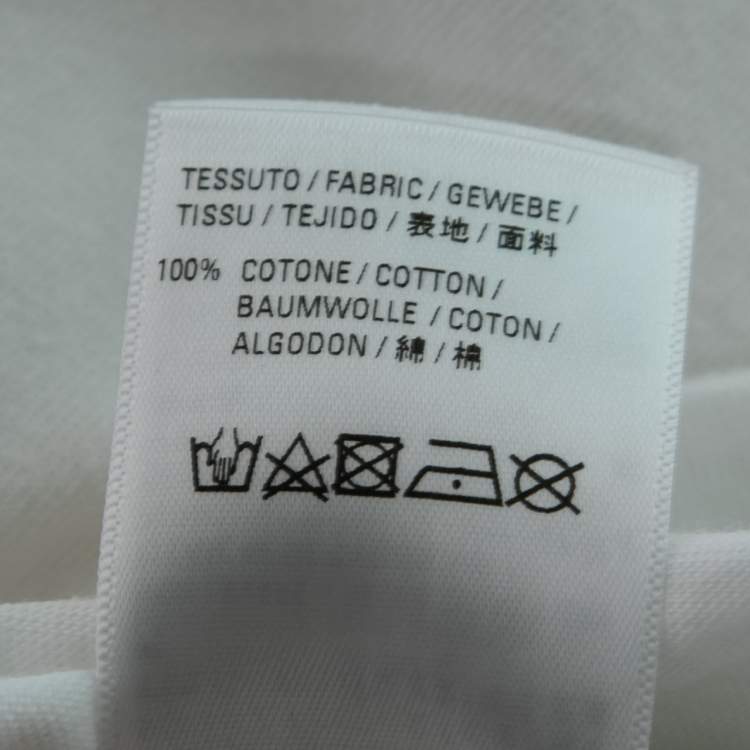 TESSUTO / FABRIC / GEWEBE /
TISSU / TEJIDO / 表地 / 面料
100% COTONE / COTTON /
BAUMWOLLE / COTON /
ALGODON / 綿 / 棉